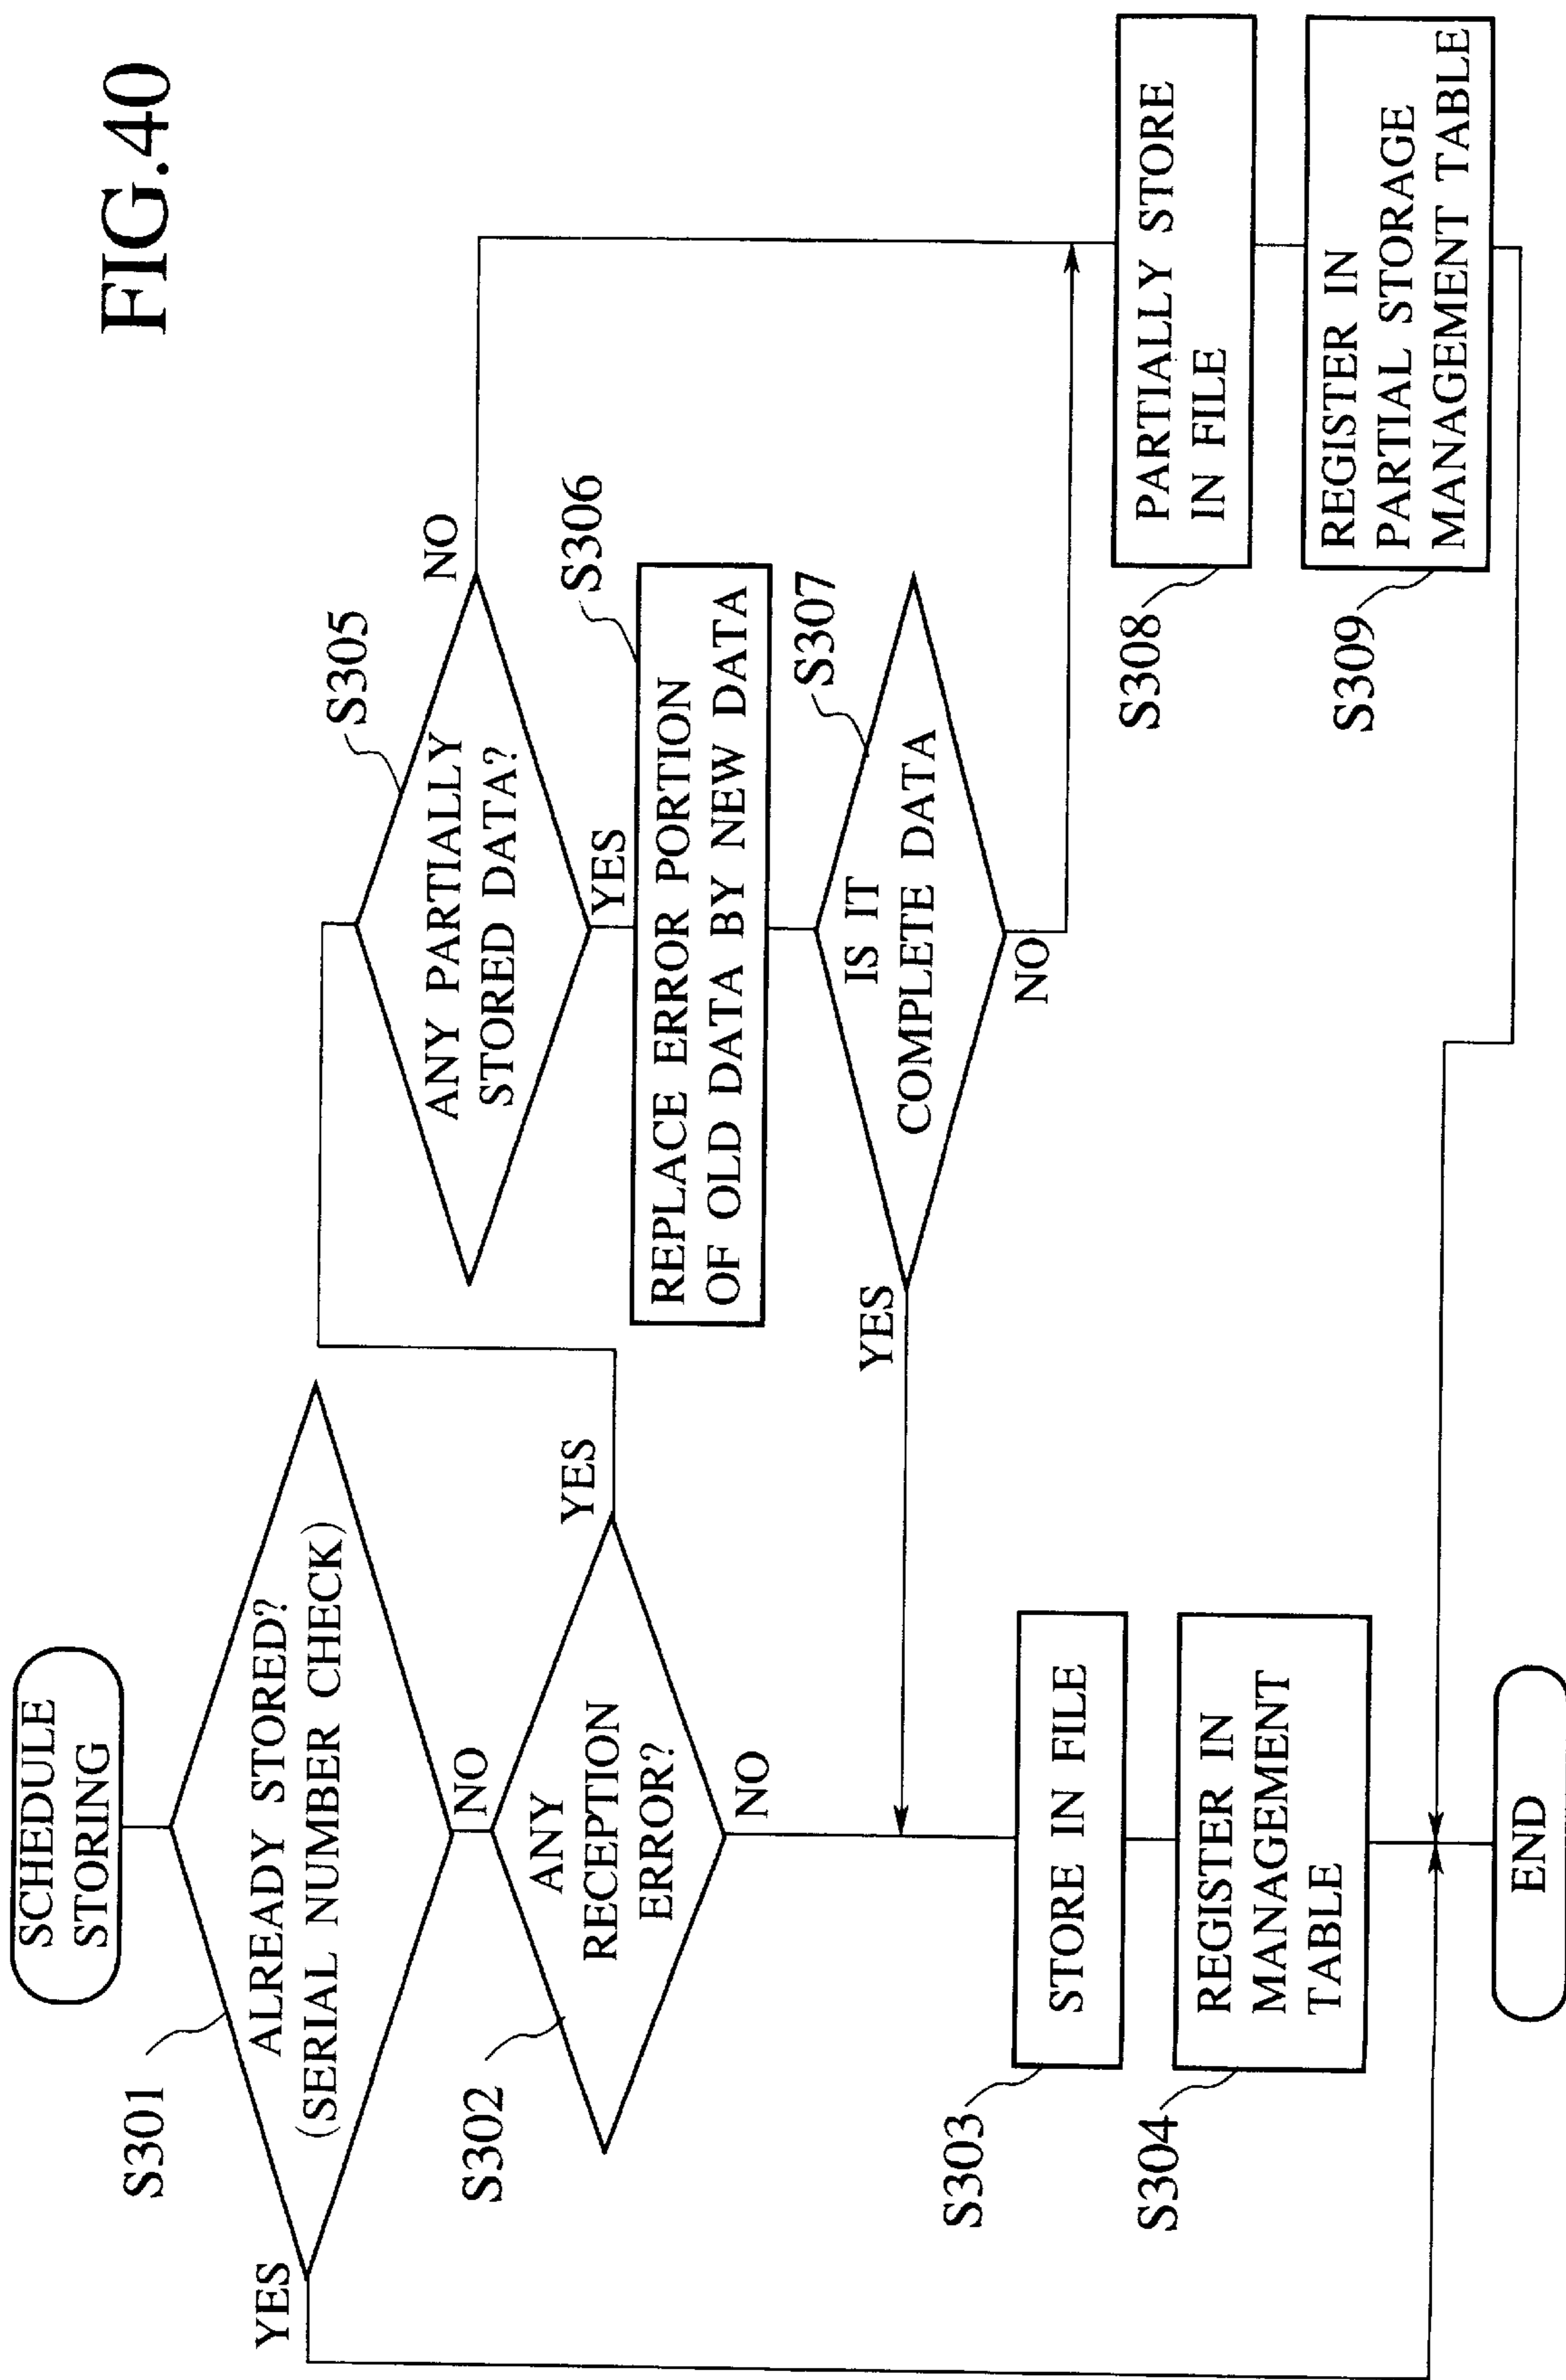 FIG.40
SCHEDULE
STORING
S301
ALREADY STORED?
(SERIAL NUMBER CHECK)
YES
NO
S302
ANY
RECEPTION
ERROR?
YES
NO
S303
STORE IN FILE
S304
REGISTER IN
MANAGEMENT
TABLE
END
S305
ANY PARTIALLY
STORED DATA?
NO
YES
S306
REPLACE ERROR PORTION
OF OLD DATA BY NEW DATA
S307
IS IT
COMPLETE DATA
YES
NO
S308
PARTIALLY STORE
IN FILE
S309
REGISTER IN
PARTIAL STORAGE
MANAGEMENT TABLE